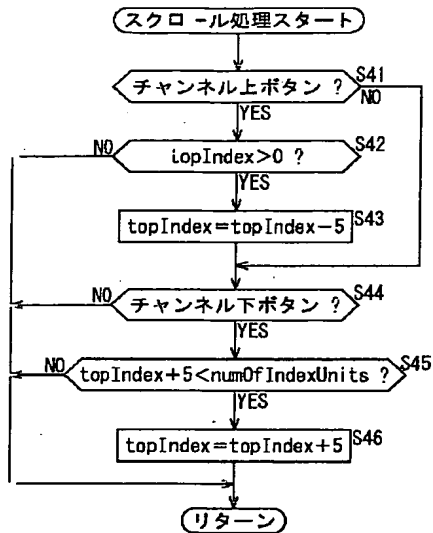 スクロール処理スタート
チャンネル上ボタン ? S41
NO
YES
NO iopIndex>0 ? S42
YES
topIndex=topIndex-5 S43
NO チャンネル下ボタン ? S44
YES
NO topIndex+5<numOfIndexUnits ? S45
YES
topIndex=topIndex+5 S46
リターン